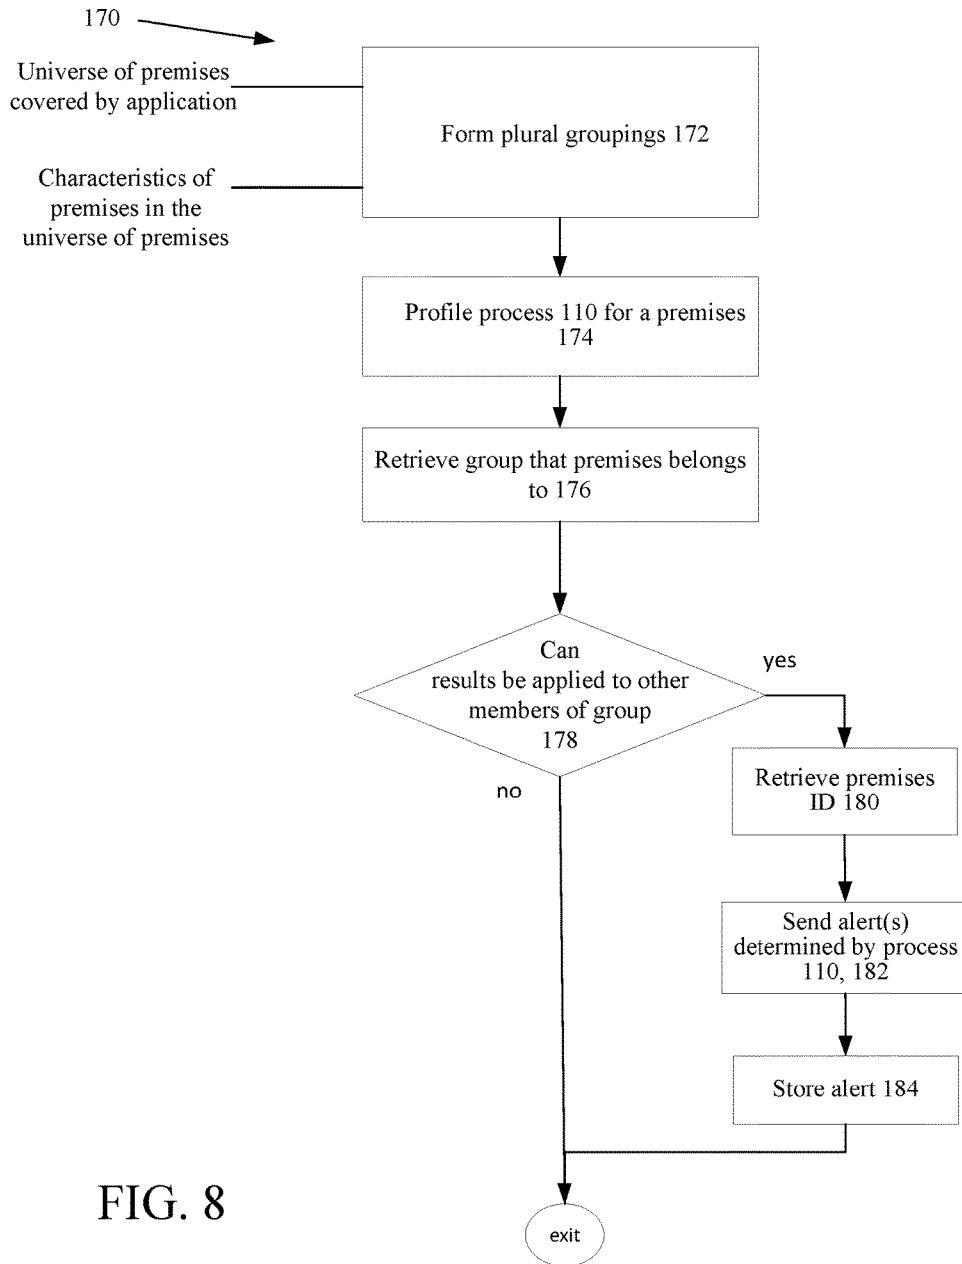 170
Universe of premises
covered by application
Form plural groupings 172
Characteristics of
premises in the
universe of premises
Profile process 110 for a premises
174
Retrieve group that premises belongs
to 176
Can
results be applied to other
members of group
178
yes
no
Retrieve premises
ID 180
Send alert(s)
determined by process
110, 182
Store alert 184
FIG. 8
exit